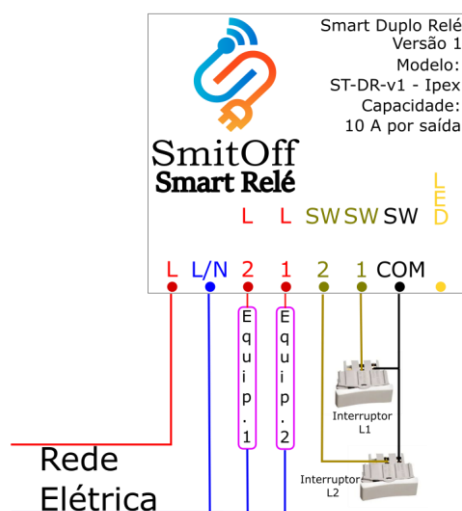 Smart Duplo Relé
Versão 1
Modelo:
ST-DR-v1 - Ipex
Capacidade:
10 A por saída
SmitOff
Smart Relé
L L SW SW SW LED
L L/N 2 1 2 1 COM
Equip.1
Equip.2
Interruptor
L1
Interruptor
L2
Rede
Elétrica